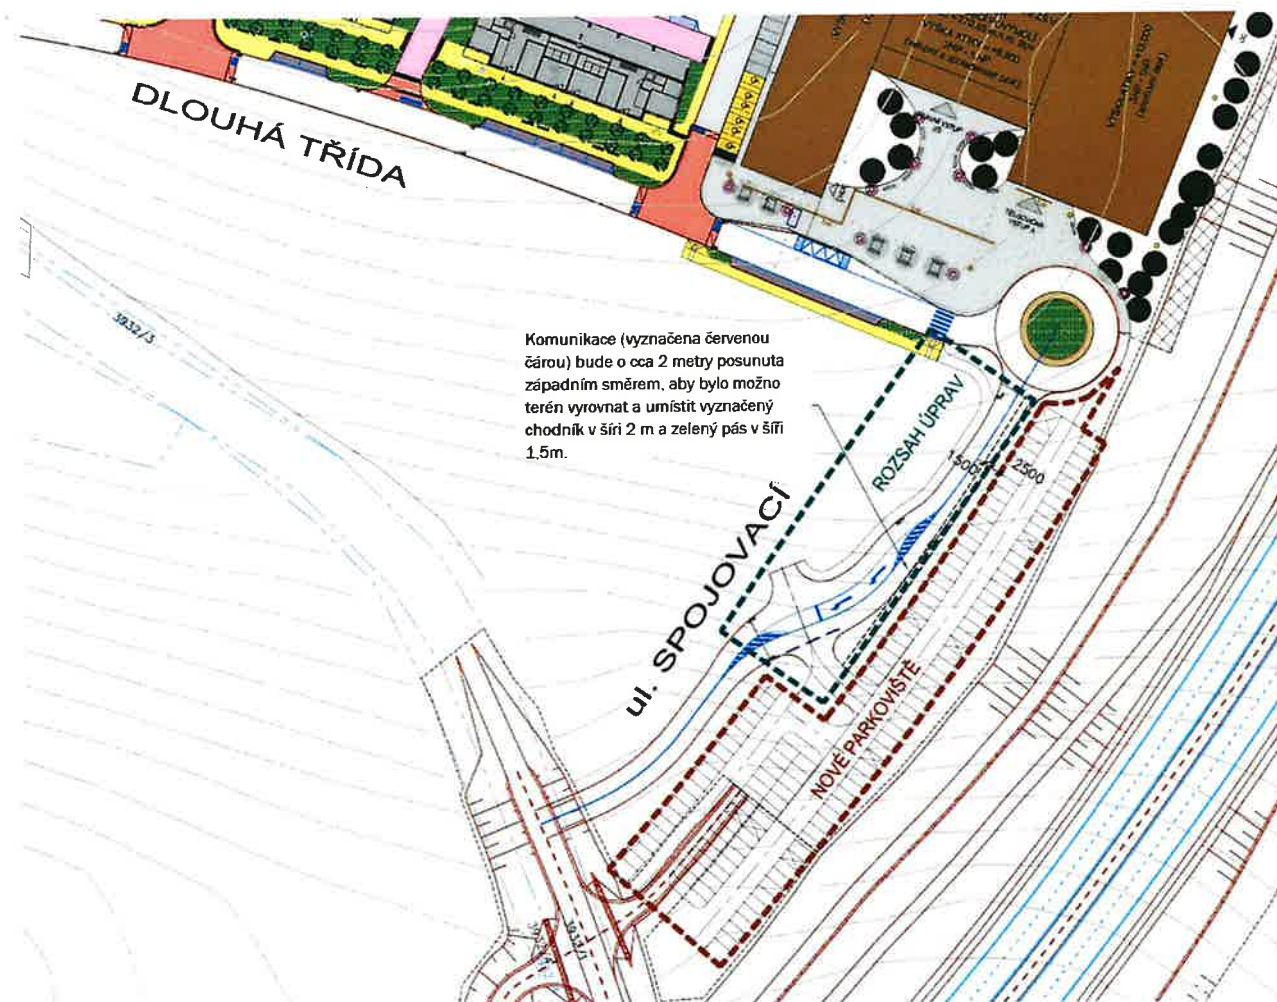 DLOUHÁ TŘÍDA
3932/3
Komunikace (vyznačena červenou
čárou) bude o cca 2 metry posunuta
západním směrem, aby bylo možno
terén vyrovnat a umístit vyznačený
chodník v šíři 2 m a zelený pás v šíři
1,5m.
ROZSAH ÚPRAV
1500
2500
ul. SPOJOVACÍ
NOVÉ PARKOVIŠTĚ
3933/1